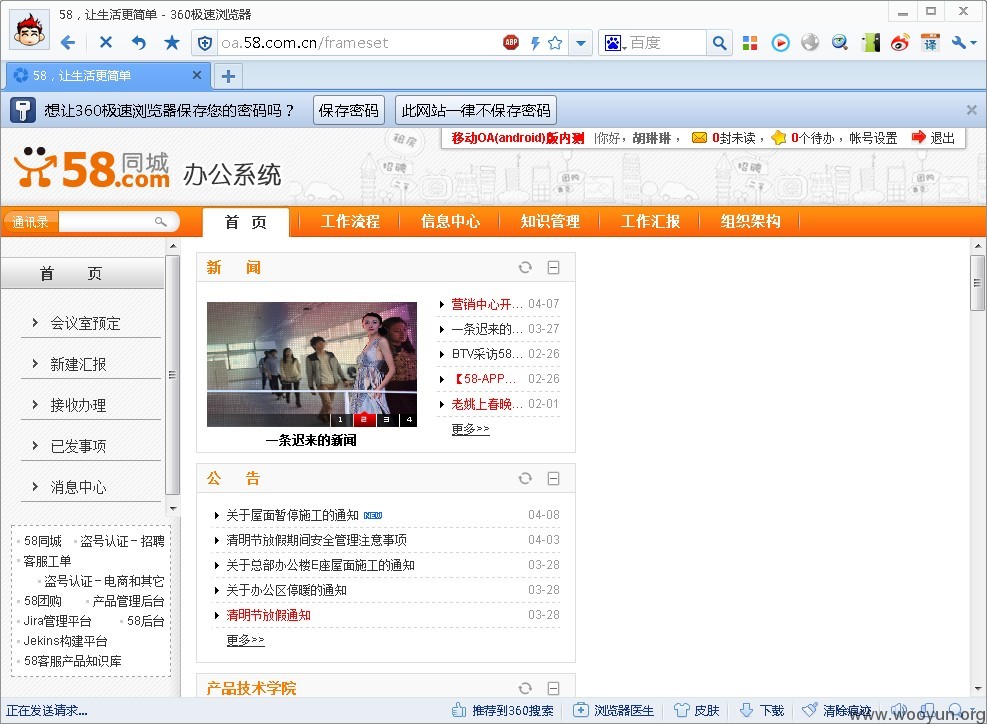 58，让生活更简单 - 360极速浏览器
oa.58.com.cn/frameset
ABP
百度
译
58，让生活更简单
想让360极速浏览器保存您的密码吗？ 保存密码 此网站一律不保存密码
移动OA(android)版内测 |你好，胡琳琳， 0封未读， 0个待办，帐号设置 退出
58同城.com 办公系统
租房
招聘
团购
招聘
团购
通讯录
首 页 工作流程 信息中心 知识管理 工作汇报 组织架构
首 页
会议室预定
新建汇报
接收办理
已发事项
消息中心
58同城 盗号认证－招聘
客服工单
盗号认证－电商和其它
58团购 产品管理后台
Jira管理平台 58后台
Jekins构建平台
58客服产品知识库
新 闻
1 2 3 4
一条迟来的新闻
营销中心开... 04-07
一条迟来的... 03-27
BTV采访58... 02-26
【58-APP... 02-26
老姚上春晚... 02-01
更多>>
公 告
关于屋面暂停施工的通知 NEW 04-08
清明节放假期间安全管理注意事项 04-03
关于总部办公楼E座屋面施工的通知 03-28
关于办公区停暖的通知 03-28
清明节放假通知 03-28
更多>>
产品技术学院
正在发送请求... 推荐到360搜索 浏览器医生 皮肤 下载 清除痕迹
www.wooyun.org